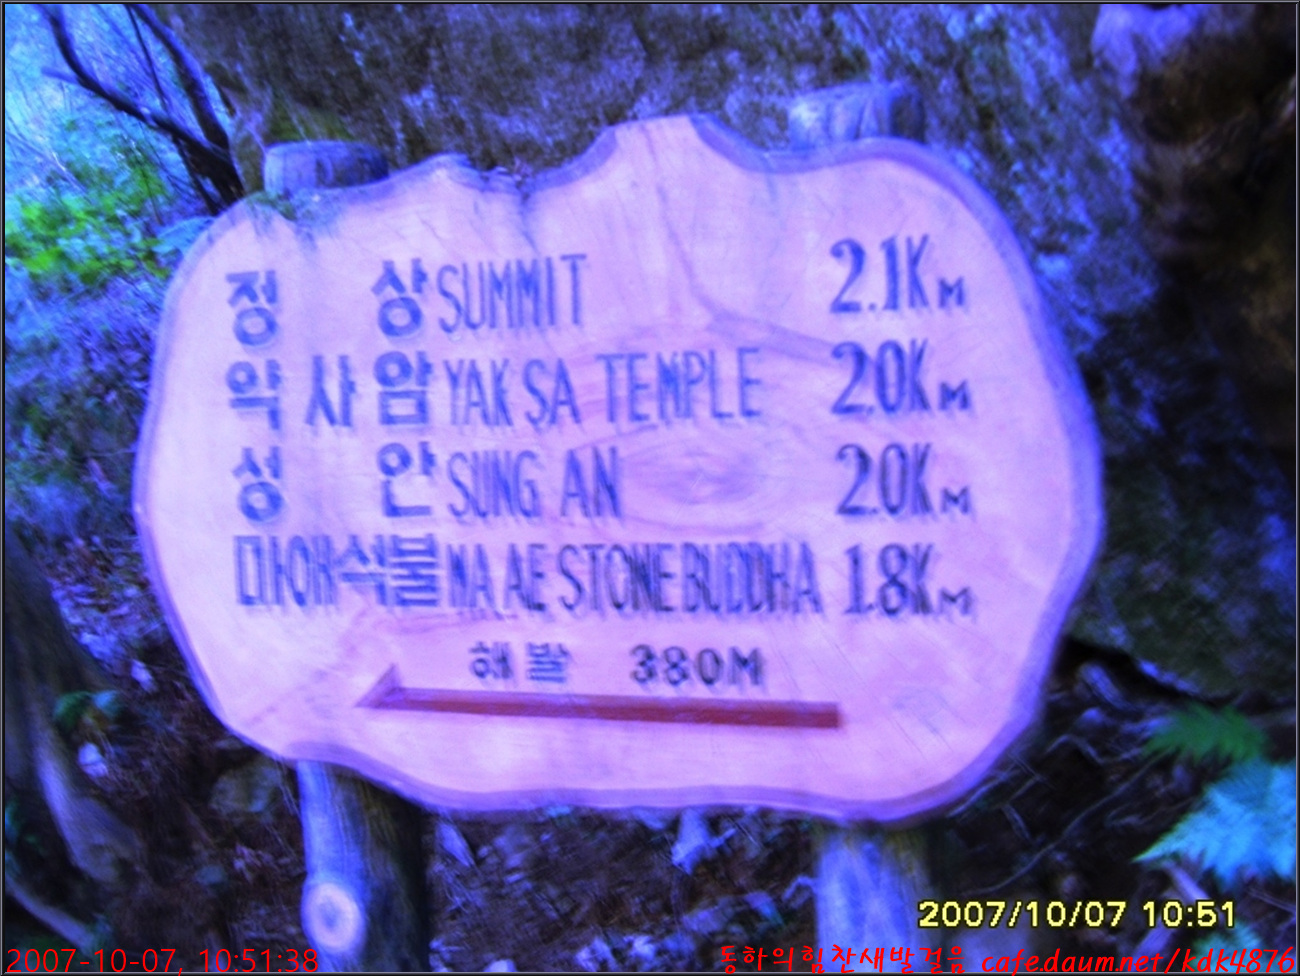 정 상 SUMMIT 2.1KM
약 사 암 YAK SA TEMPLE 2.0KM
성 안 SUNG AN 2.0KM
마애석불 MA AE STONE BUDDHA 1.8KM
해발 380M
2007/10/07 10:51
2007-10-07, 10:51:38
동하의힘찬새발걸음 cafe.daum.net/kdk4876